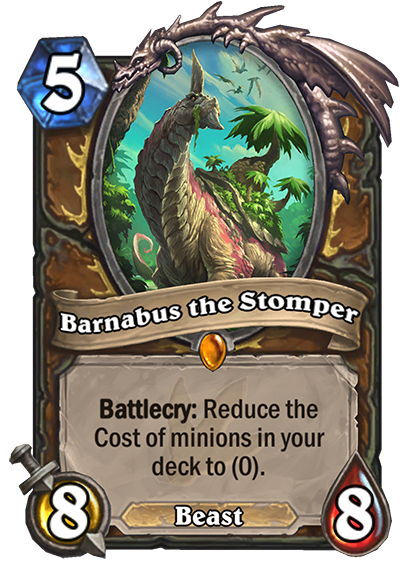 5
Barnabus the Stomper
Battlecry: Reduce the
Cost of minions in your
deck to (0).
8
Beast
8